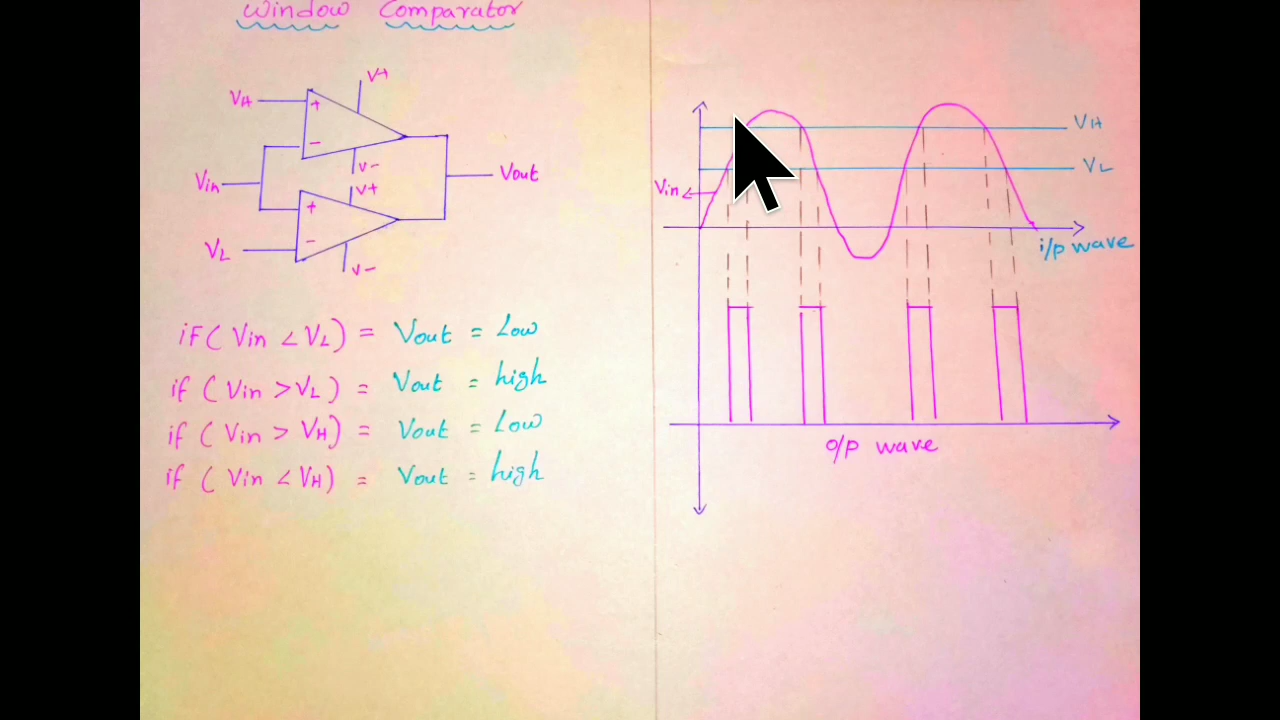 Window Comparator
V+
VH
+
-
V-
Vin
Vout
V+
+
VL
-
V-
if ( Vin < VL ) = Vout = Low
if ( Vin > VL ) = Vout = high
if ( Vin > VH ) = Vout = Low
if ( Vin < VH ) = Vout = high
VH
VL
Vin
i/p wave
o/p wave